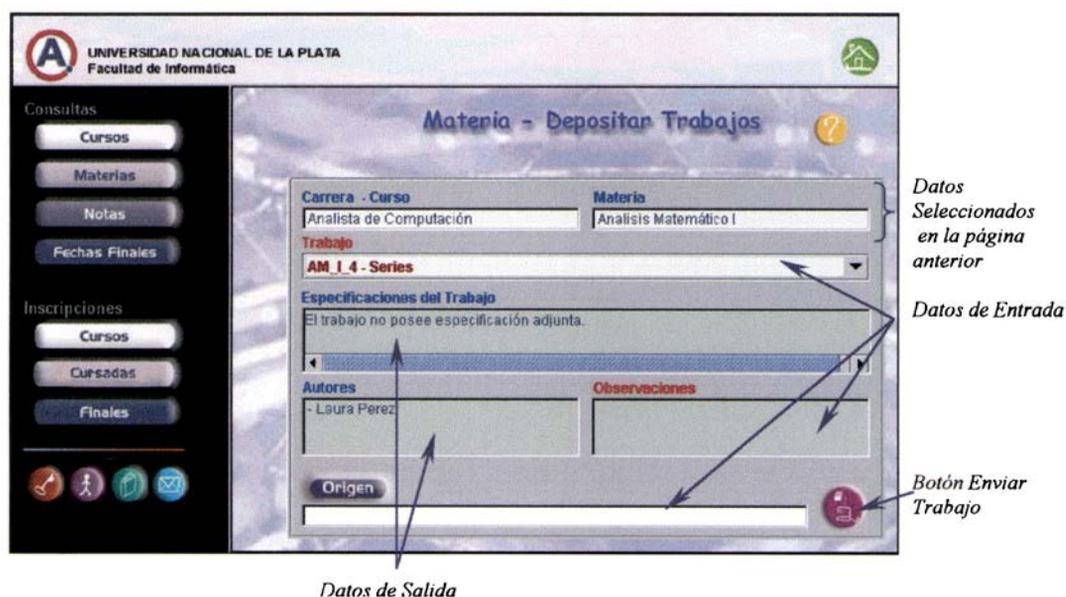 UNIVERSIDAD NACIONAL DE LA PLATA
Facultad de Informática
Consultas
Cursos
Materias
Notas
Fechas Finales
Inscripciones
Cursos
Cursadas
Finales
Materia - Depositar Trabajos
?
Carrera - Curso
Materia
Analista de Computación
Analisis Matemático I
Trabajo
AM_I_4 - Series
Especificaciones del Trabajo
El trabajo no posee especificación adjunta.
Autores
Observaciones
- Laura Perez
Origen
Datos
Seleccionados
en la página
anterior
Datos de Entrada
Botón Enviar
Trabajo
Datos de Salida